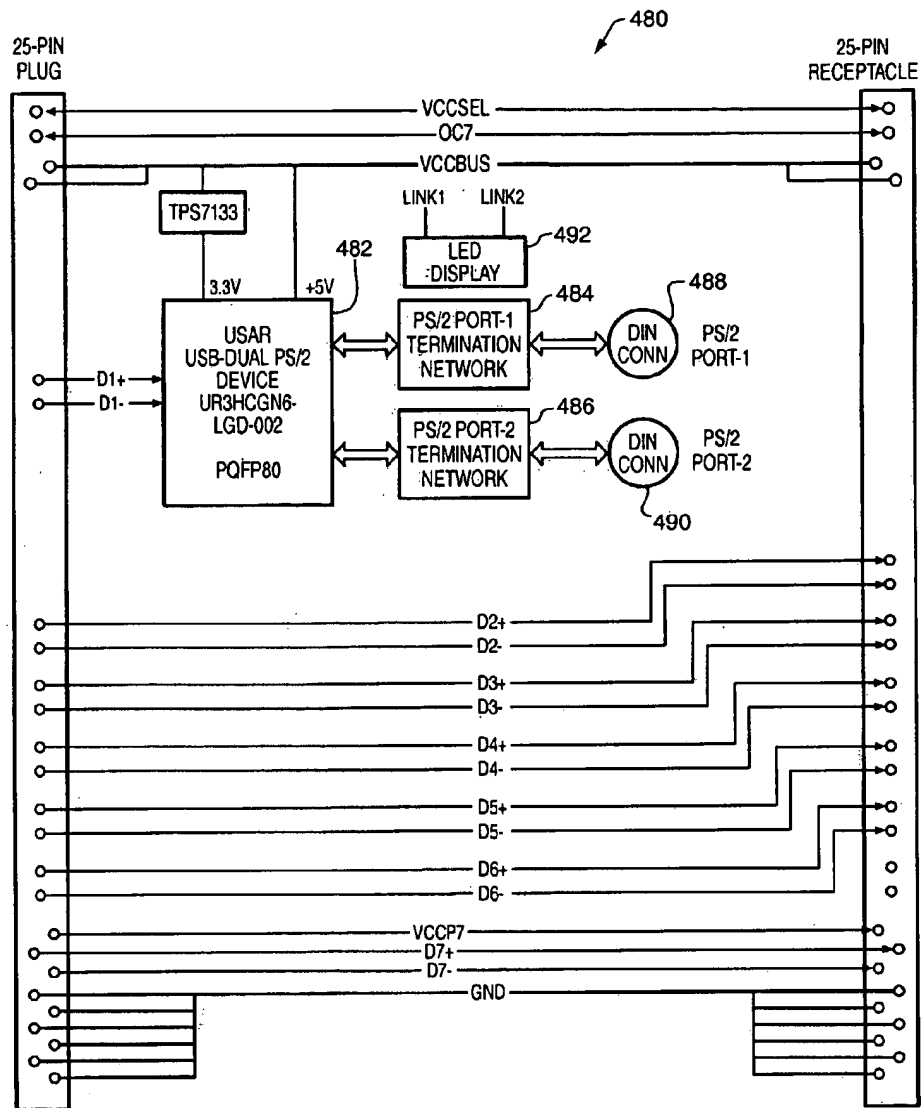 480
25-PIN
PLUG
25-PIN
RECEPTACLE
VCCSEL
OC7
VCCBUS
TPS7133
LINK1
LINK2
LED
DISPLAY
492
482
3.3V
+5V
484
488
USAR
USB-DUAL PS/2
DEVICE
UR3HCGN6-
LGD-002
PQFP80
PS/2 PORT-1
TERMINATION
NETWORK
DIN
CONN
PS/2
PORT-1
D1+
D1-
486
PS/2 PORT-2
TERMINATION
NETWORK
DIN
CONN
PS/2
PORT-2
490
D2+
D2-
D3+
D3-
D4+
D4-
D5+
D5-
D6+
D6-
VCCP7
D7+
D7-
GND